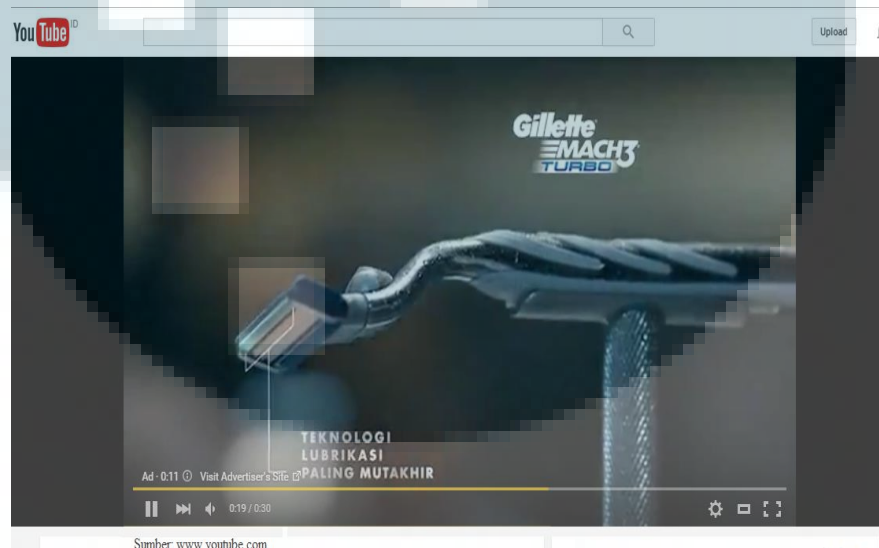 YouTube ID
Upload
Gillette
MACH3
TURBO
TEKNOLOGI
LUBRIKASI
PALING MUTAKHIR
Ad · 0:11 Visit Advertiser's Site
0:19 / 0:30
Sumber: www.youtube.com